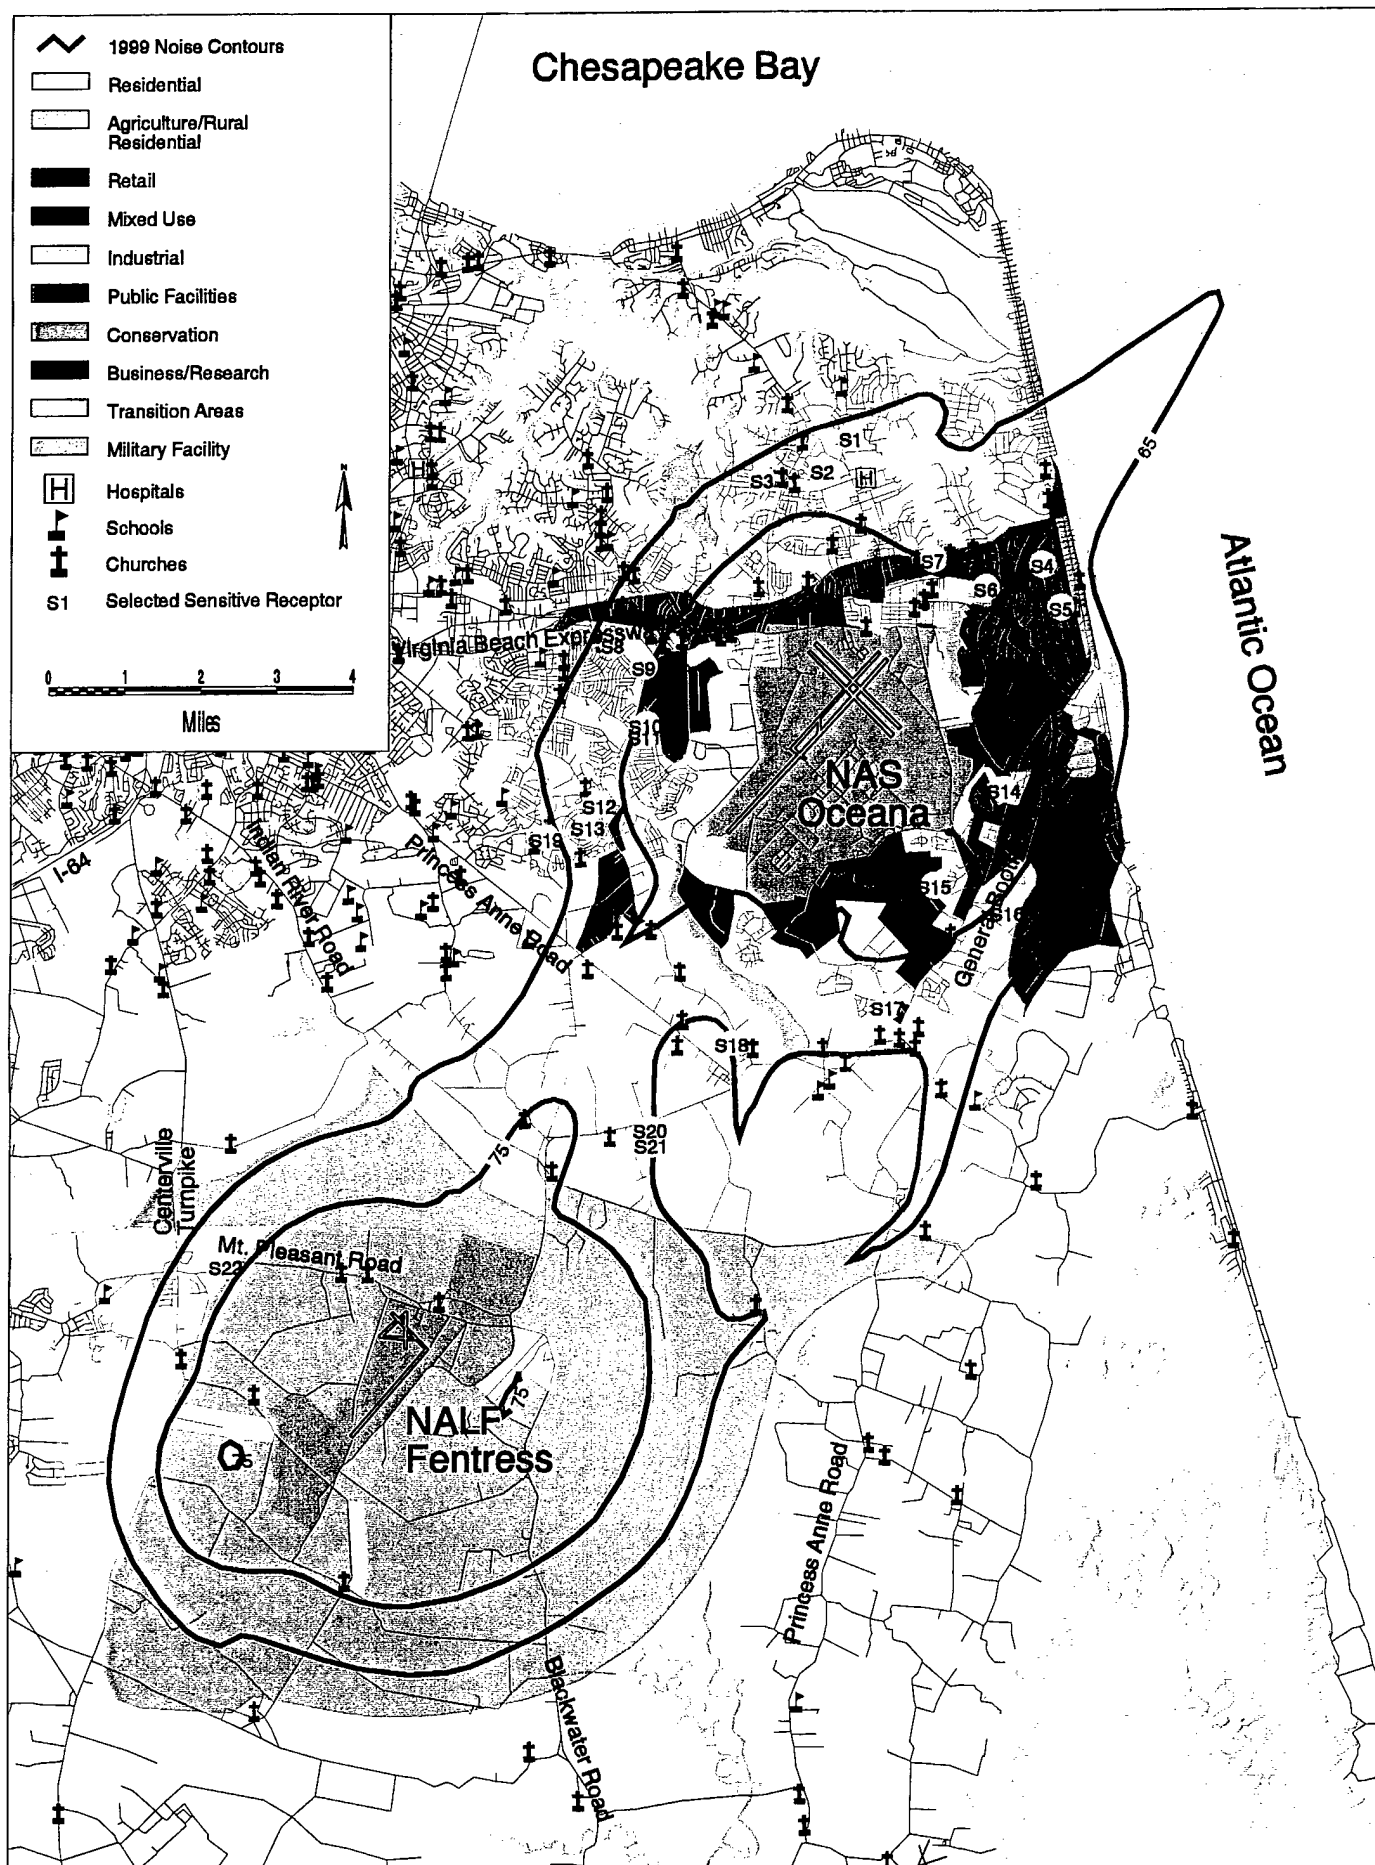 1999 Noise Contours
Residential
Agriculture/Rural
Residential
Retail
Mixed Use
Industrial
Public Facilities
Conservation
Business/Research
Transition Areas
Military Facility
H Hospitals
Schools
Churches
S1 Selected Sensitive Receptor
N
0 1 2 3 4
Miles
Chesapeake Bay
Atlantic Ocean
65
S1
S2
S3
H
H
S7
S4
S6
S5
Virginia Beach Expressway
S8
S9
S10
S11
NAS
Oceana
S12
S13
S19
S14
S15
S16
General Booth
I-64
Indian River Road
Princess Anne Road
S17
S18
S20
S21
75
Centerville
Turnpike
Mt. Pleasant Road
NALF
Fentress
75
75
Princess Anne Road
Blackwater Road